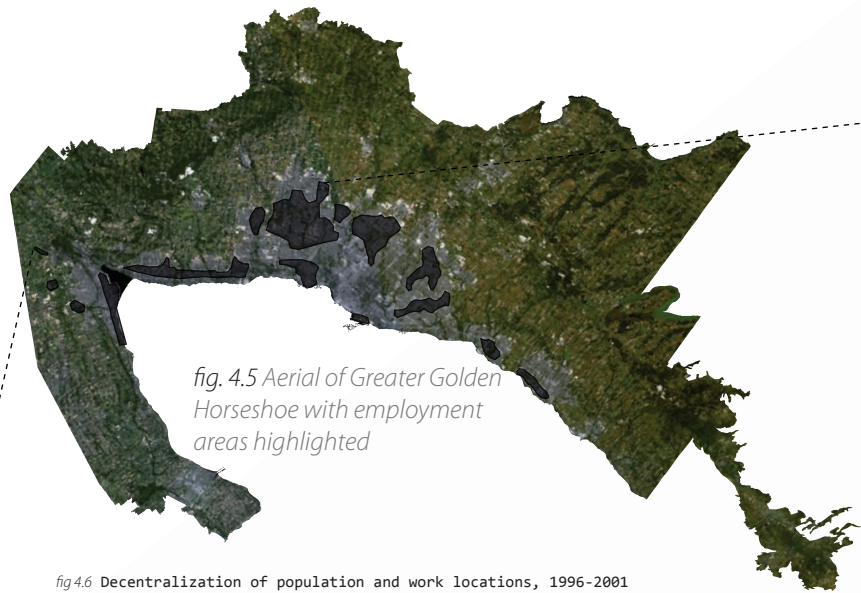 fig. 4.5 Aerial of Greater Golden
Horseshoe with employment
areas highlighted
fig 4.6 Decentralization of population and work locations, 1996-2001